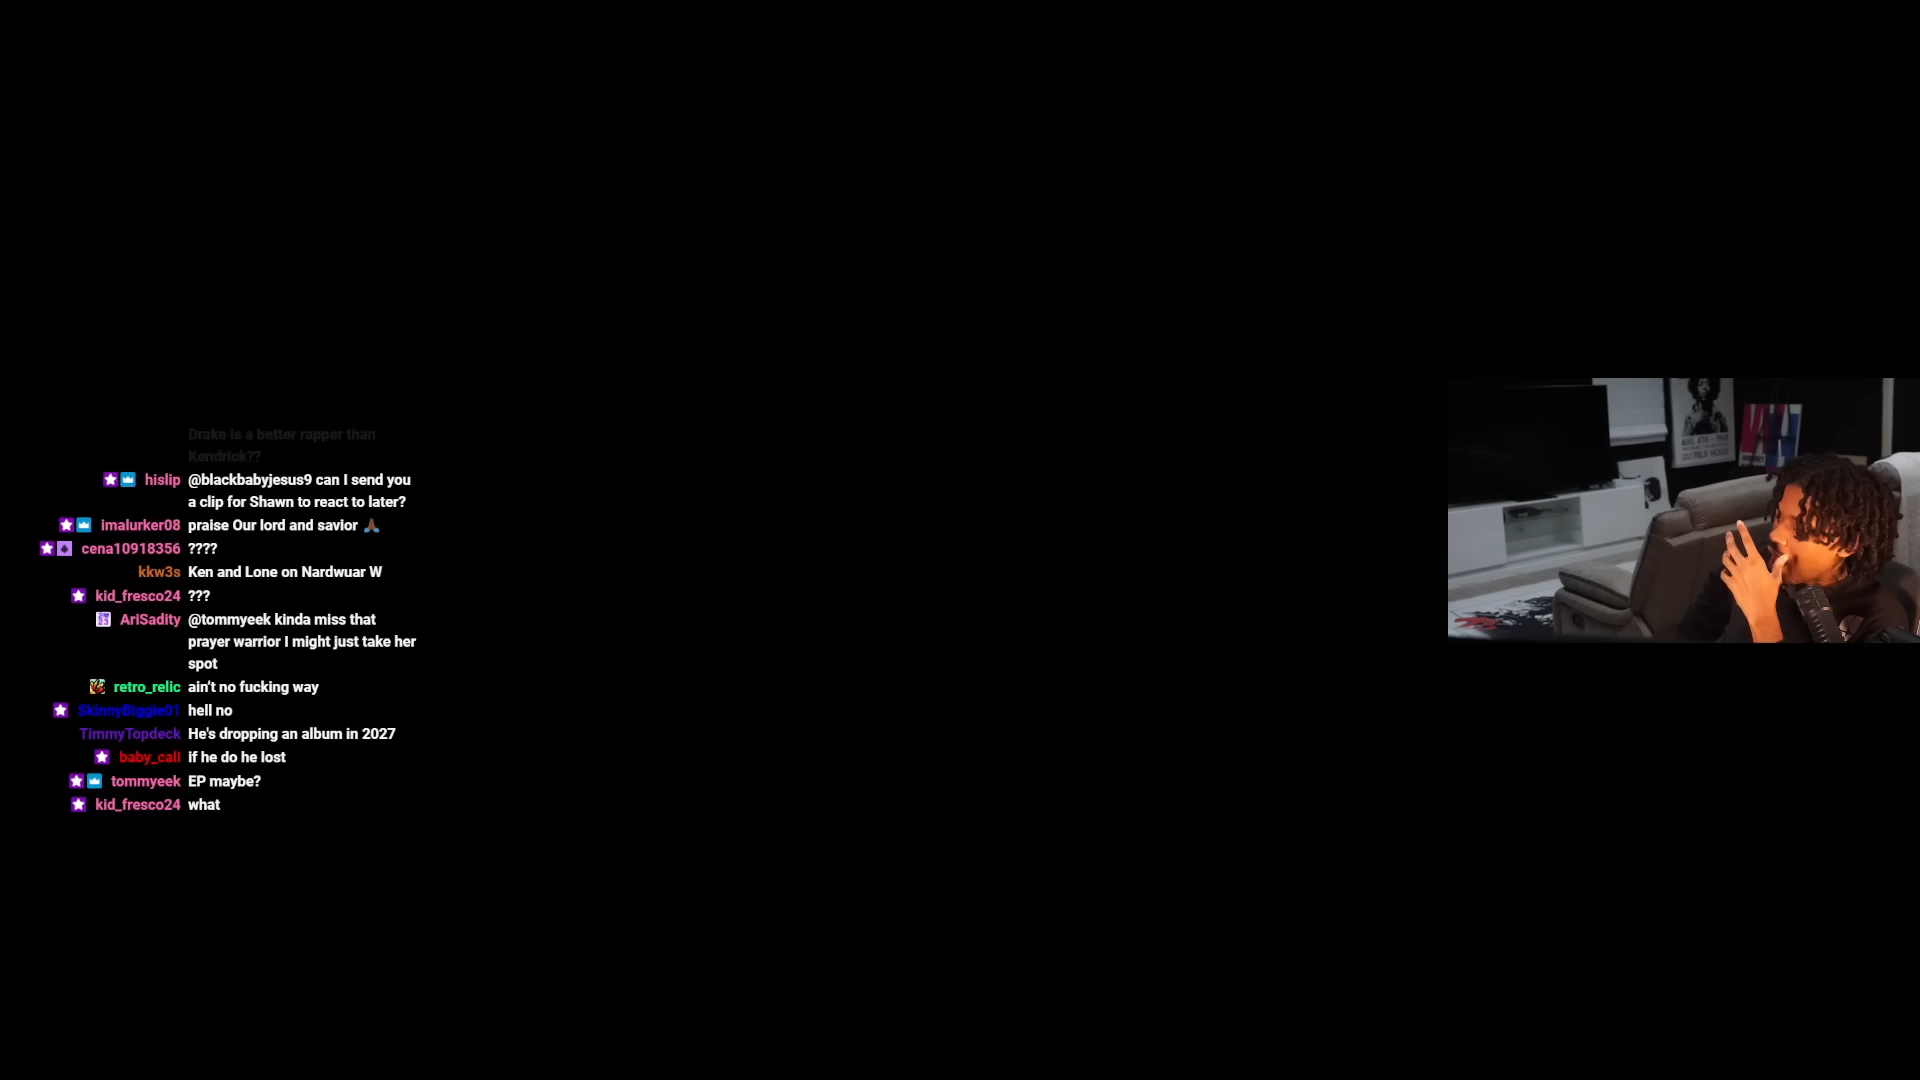 Drake is a better rapper than
Kendrick??
hislip @blackbabyjesus9 can I send you
a clip for Shawn to react to later?
imalurker08 praise Our lord and savior 🙏🏾
cena10918356 ????
kkw3s Ken and Lone on Nardwuar W
kid_fresco24 ???
AriSadity @tommyeek kinda miss that
prayer warrior I might just take her
spot
retro_relic ain't no fucking way
SkinnyBiggie01 hell no
TimmyTopdeck He's dropping an album in 2027
baby_call if he do he lost
tommyeek EP maybe?
kid_fresco24 what